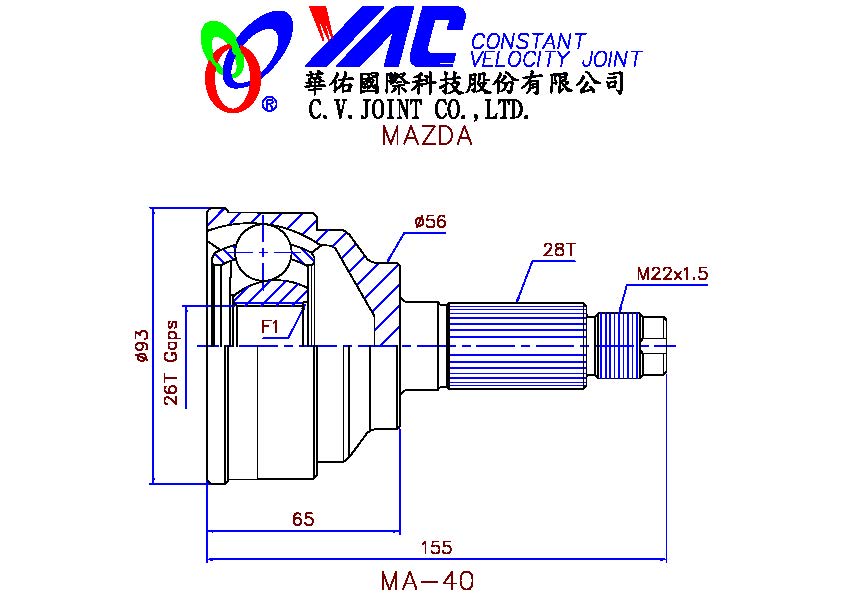 YAC CONSTANT
VELOCITY JOINT
®
華佑國際科技股份有限公司
C.V.JOINT CO.,LTD.
MAZDA
ø56
28T
M22x1.5
F1
ø93
26T Gaps
65
155
MA-40